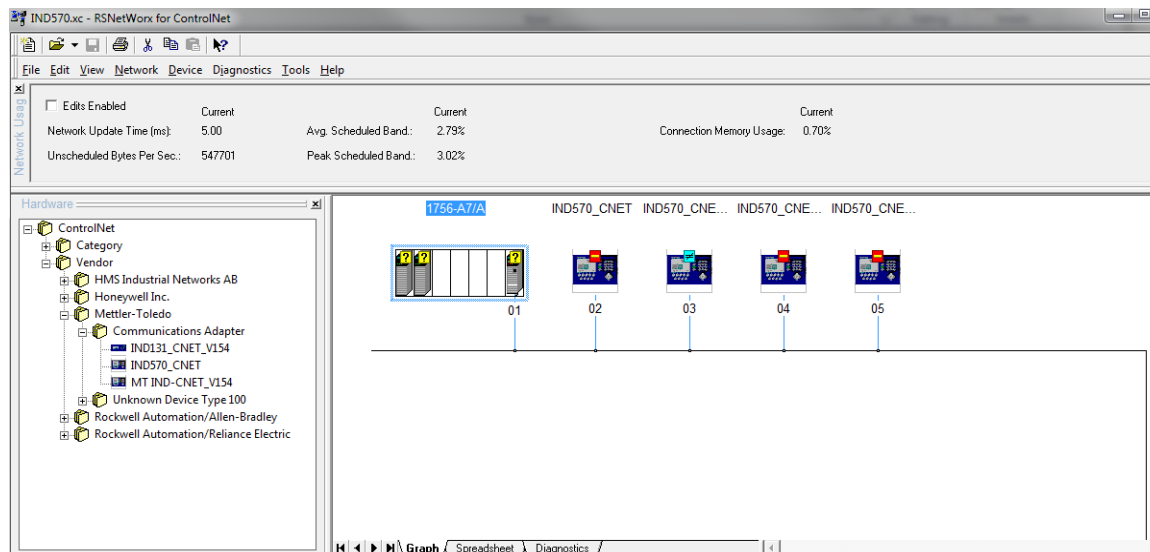 IND570.xc - RSNetWorx for ControlNet
File Edit View Network Device Diagnostics Tools Help
Network Usag
Edits Enabled
Current
Current
Current
Network Update Time (ms):
5.00
Avg. Scheduled Band.:
2.79%
Connection Memory Usage:
0.70%
Unscheduled Bytes Per Sec.:
547701
Peak Scheduled Band.:
3.02%
Hardware
ControlNet
Category
Vendor
HMS Industrial Networks AB
Honeywell Inc.
Mettler-Toledo
Communications Adapter
IND131_CNET_V154
IND570_CNET
MT IND-CNET_V154
Unknown Device Type 100
Rockwell Automation/Allen-Bradley
Rockwell Automation/Reliance Electric
1756-A7/A
IND570_CNET
IND570_CNE...
IND570_CNE...
IND570_CNE...
? ? ?
01
02
03
04
05
Graph Spreadsheet Diagnostics